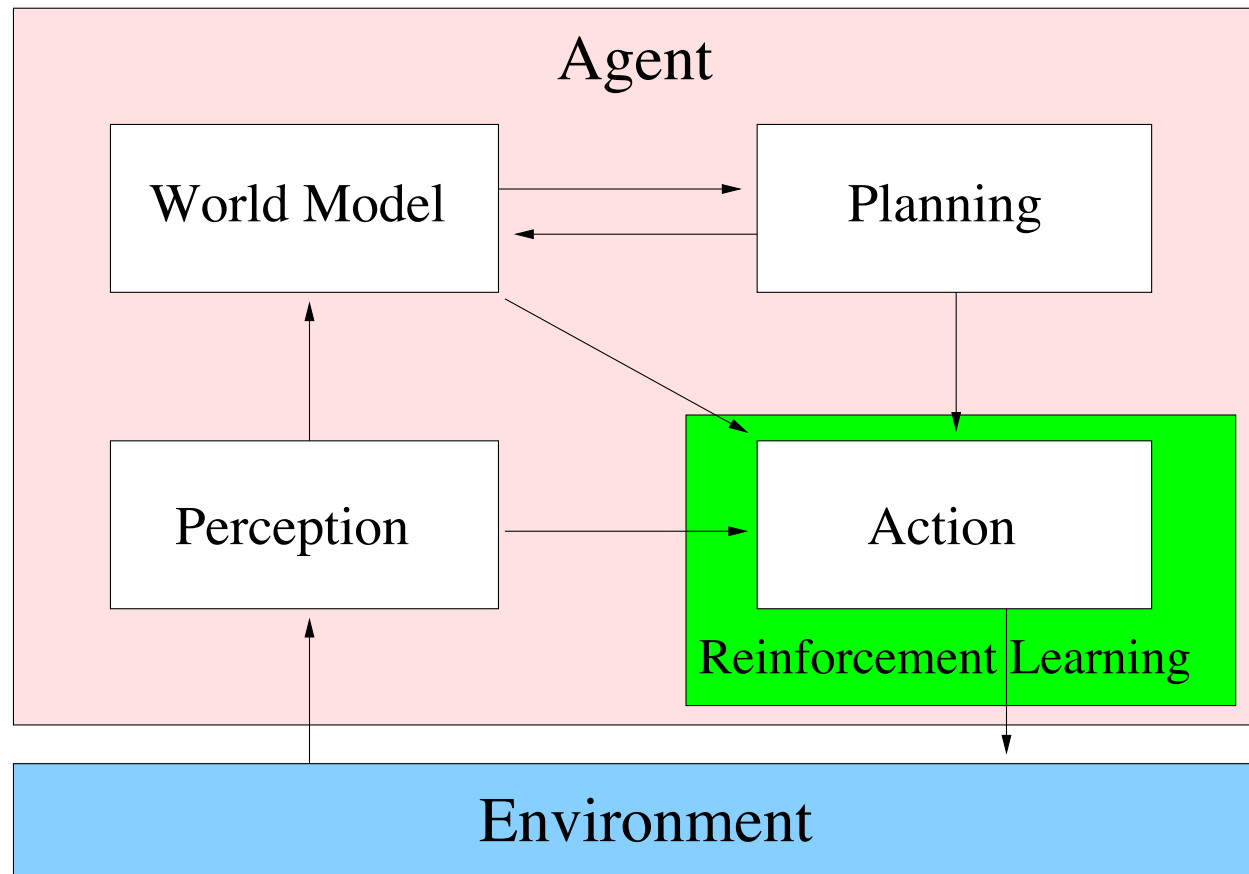 Agent
World Model
Planning
Perception
Action
Reinforcement Learning
Environment